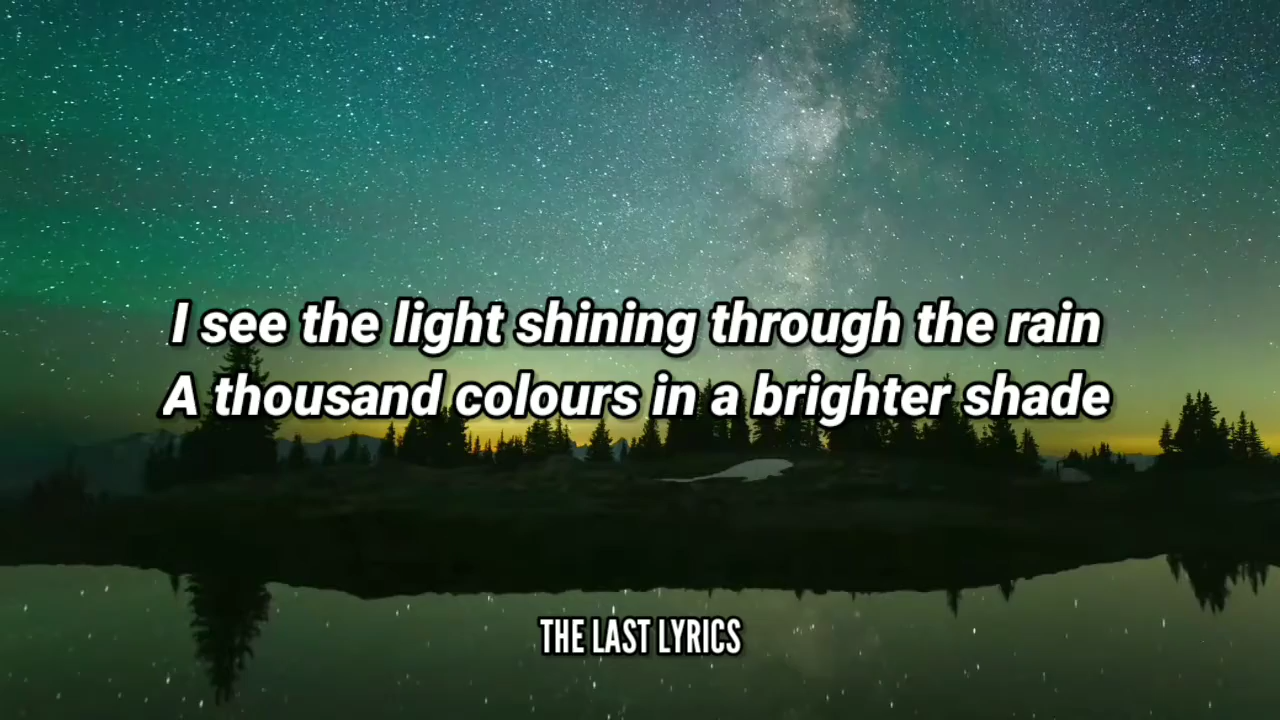 I see the light shining through the rain
A thousand colours in a brighter shade
THE LAST LYRICS